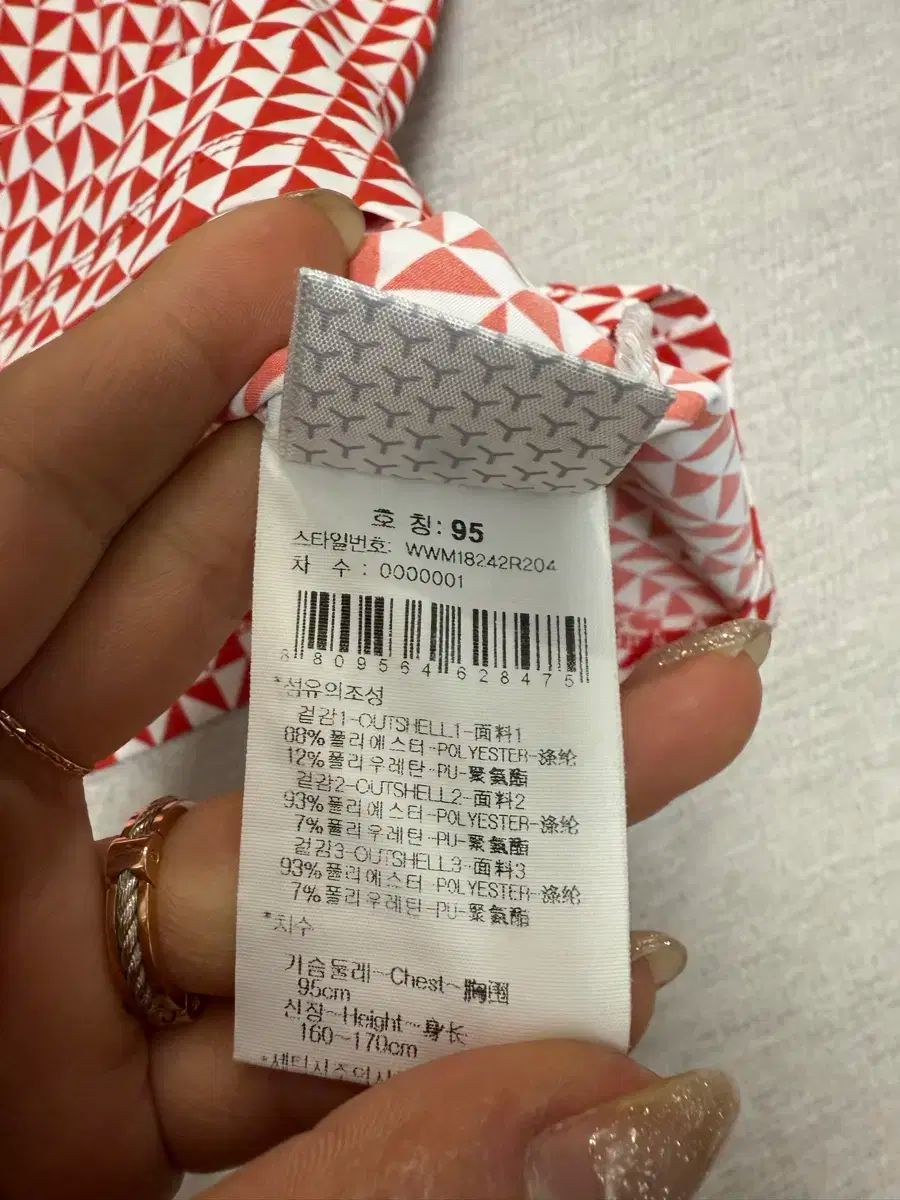 호 칭: 95
스타일번호: WWM18242R204
차 수 : 0000001
8 809564 628475
*섬유의조성
겉감1-OUTSHELL1-面料1
88%폴리에스터-POLYESTER-涤纶
12%폴리우레탄-PU-聚氨酯
겉감2-OUTSHELL2-面料2
93%폴리에스터-POLYESTER-涤纶
7%폴리우레탄-PU-聚氨酯
겉감3-OUTSHELL3-面料3
93%폴리에스터-POLYESTER-涤纶
7%폴리우레탄-PU-聚氨酯
*치수
가슴둘레-Chest-胸围
95cm
신장-Height-身长
160~170cm